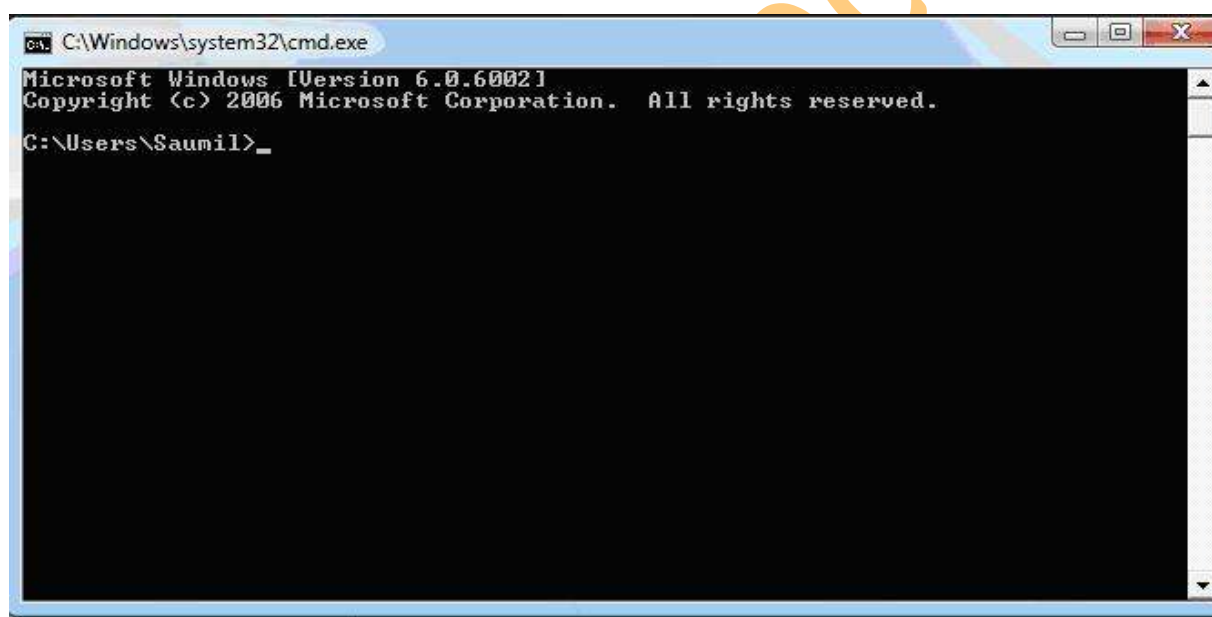 C:\Windows\system32\cmd.exe
Microsoft Windows [Version 6.0.6002]
Copyright (c) 2006 Microsoft Corporation.  All rights reserved.
C:\Users\Saumil>_